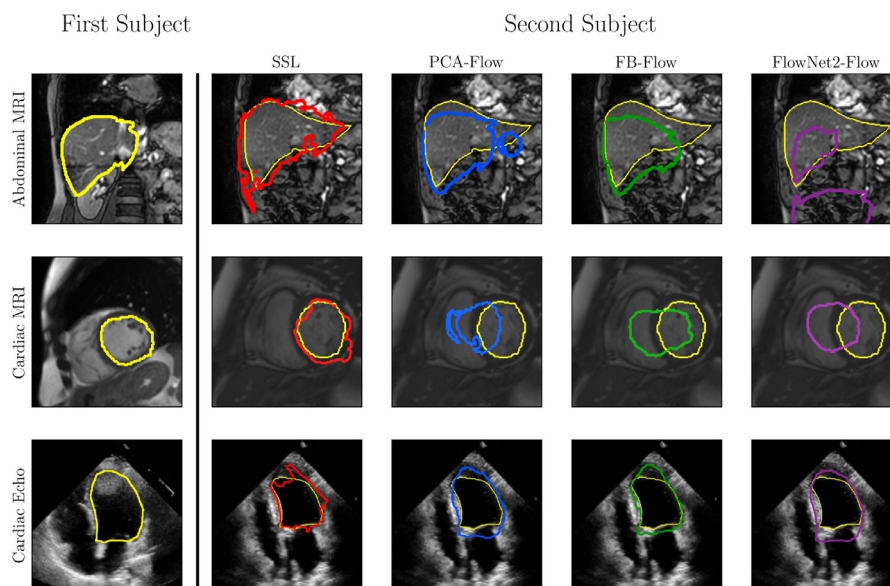 First Subject
Second Subject
SSL
PCA-Flow
FB-Flow
FlowNet2-Flow
Abdominal MRI
Cardiac MRI
Cardiac Echo